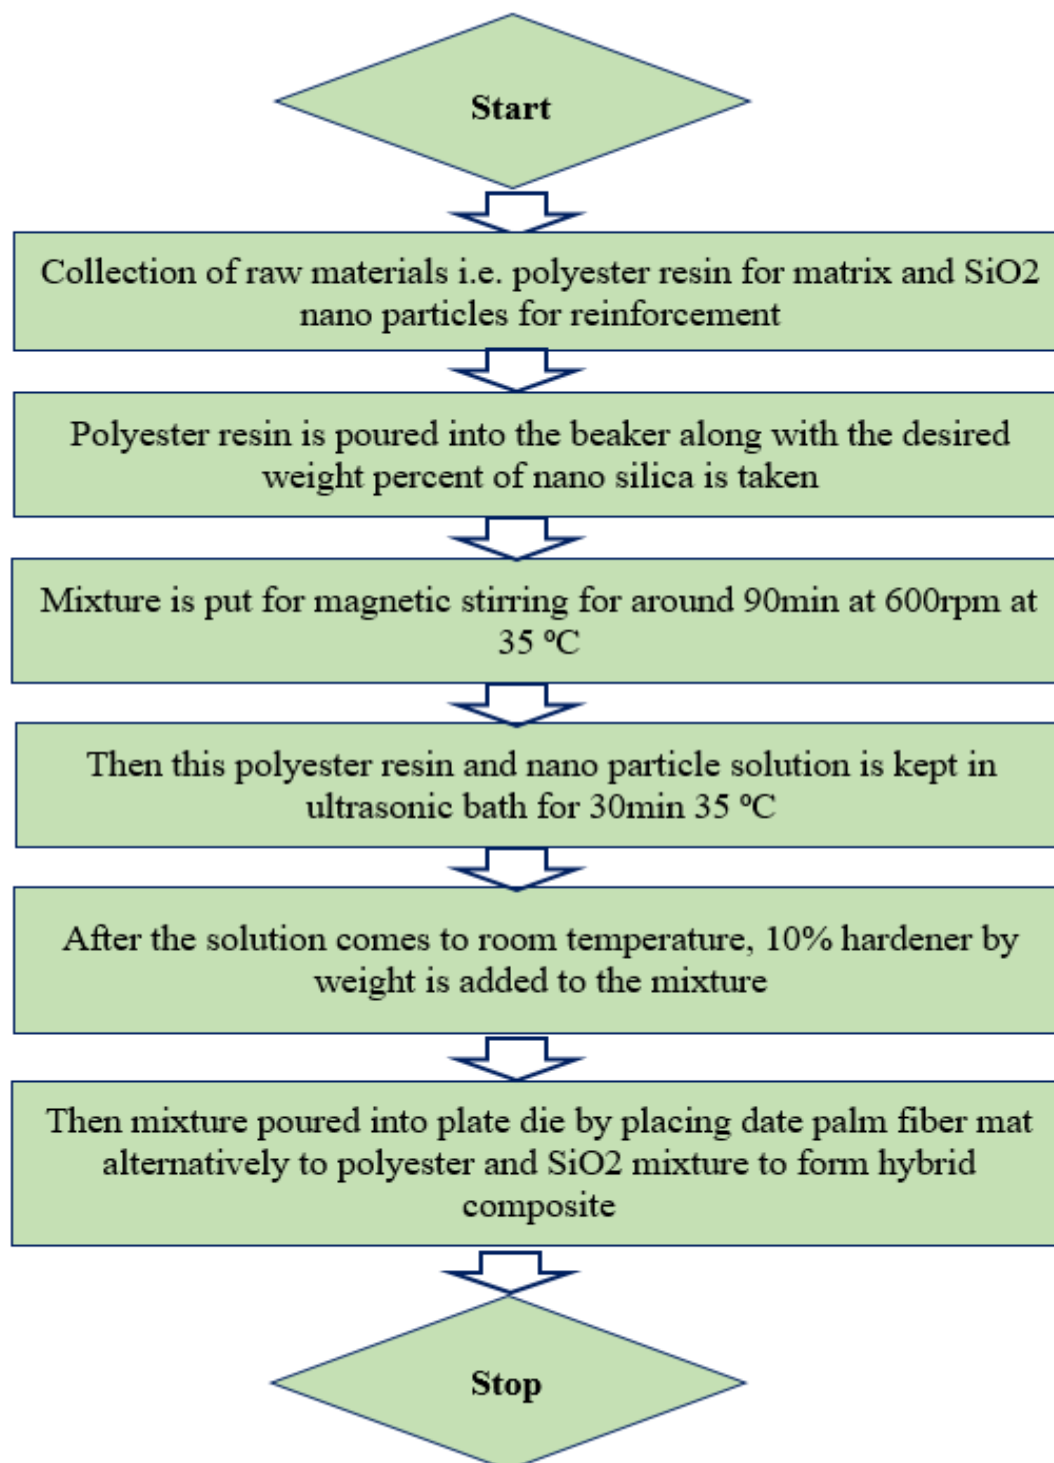 Start
Collection of raw materials i.e. polyester resin for matrix and SiO2
nano particles for reinforcement
Polyester resin is poured into the beaker along with the desired
weight percent of nano silica is taken
Mixture is put for magnetic stirring for around 90min at 600rpm at
35 ºC
Then this polyester resin and nano particle solution is kept in
ultrasonic bath for 30min 35 ºC
After the solution comes to room temperature, 10% hardener by
weight is added to the mixture
Then mixture poured into plate die by placing date palm fiber mat
alternatively to polyester and SiO2 mixture to form hybrid
composite
Stop